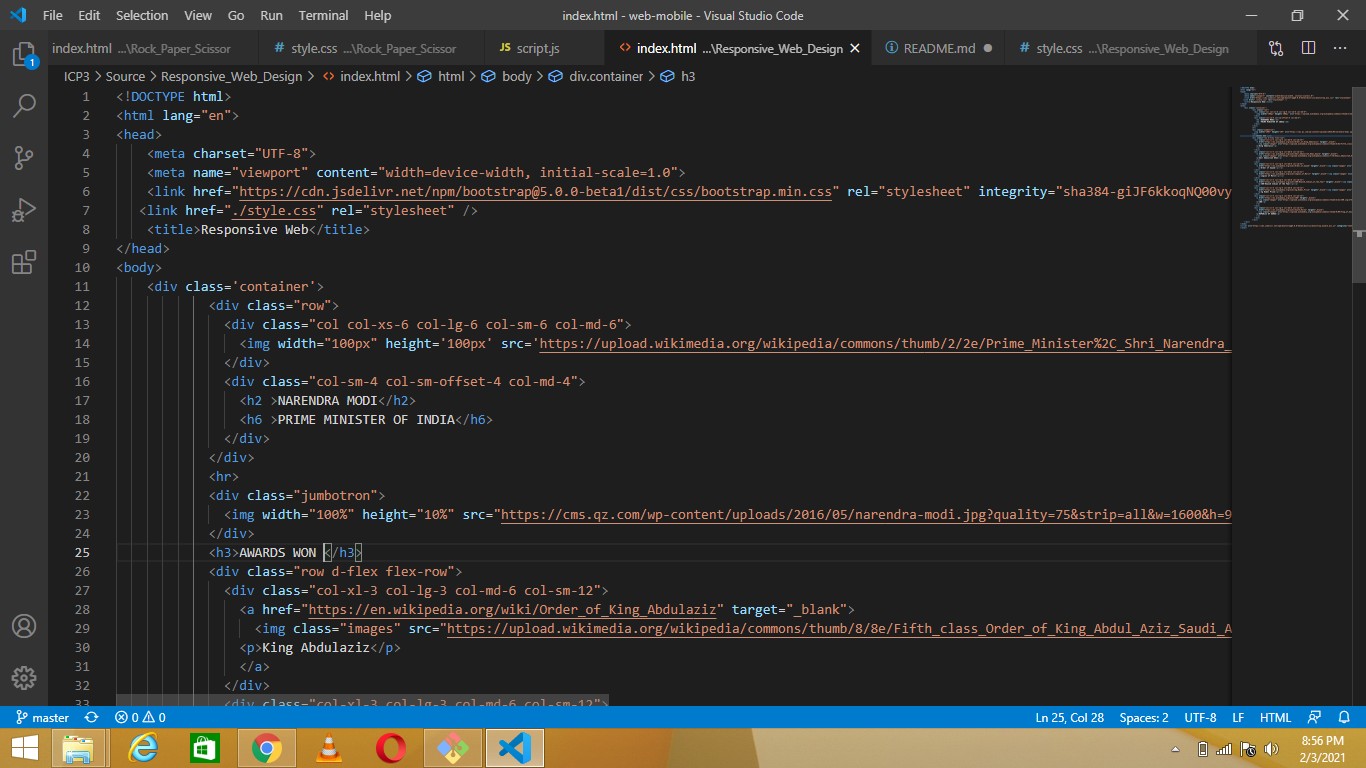 File Edit Selection View Go Run Terminal Help index.html - web-mobile - Visual Studio Code
index.html ...\Rock_Paper_Scissor # style.css ...\Rock_Paper_Scissor JS script.js <> index.html ...\Responsive_Web_Design README.md # style.css ...\Responsive_Web_Design
1
ICP3 > Source > Responsive_Web_Design > <> index.html > html > body > div.container > h3
1 <!DOCTYPE html>
2 <html lang="en">
3 <head>
4 <meta charset="UTF-8">
5 <meta name="viewport" content="width=device-width, initial-scale=1.0">
6 <link href="https://cdn.jsdelivr.net/npm/bootstrap@5.0.0-beta1/dist/css/bootstrap.min.css" rel="stylesheet" integrity="sha384-giJF6kkoqNQ00vy
7 <link href="./style.css" rel="stylesheet" />
8 <title>Responsive Web</title>
9 </head>
10 <body>
11 <div class='container'>
12 <div class="row">
13 <div class="col col-xs-6 col-lg-6 col-sm-6 col-md-6">
14 <img width="100px" height='100px' src='https://upload.wikimedia.org/wikipedia/commons/thumb/2/2e/Prime_Minister%2C_Shri_Narendra_
15 </div>
16 <div class="col-sm-4 col-sm-offset-4 col-md-4">
17 <h2 >NARENDRA MODI</h2>
18 <h6 >PRIME MINISTER OF INDIA</h6>
19 </div>
20 </div>
21 <hr>
22 <div class="jumbotron">
23 <img width="100%" height="10%" src="https://cms.qz.com/wp-content/uploads/2016/05/narendra-modi.jpg?quality=75&strip=all&w=1600&h=9
24 </div>
25 <h3>AWARDS WON </h3>
26 <div class="row d-flex flex-row">
27 <div class="col-xl-3 col-lg-3 col-md-6 col-sm-12">
28 <a href="https://en.wikipedia.org/wiki/Order_of_King_Abdulaziz" target="_blank">
29 <img class="images" src="https://upload.wikimedia.org/wikipedia/commons/thumb/8/8e/Fifth_class_Order_of_King_Abdul_Aziz_Saudi_A
30 <p>King Abdulaziz</p>
31 </a>
32 </div>
33 <div class="col-xl-3 col-lg-3 col-md-6 col-sm-12">
master 0 0 Ln 25, Col 28 Spaces: 2 UTF-8 LF HTML
8:56 PM
2/3/2021